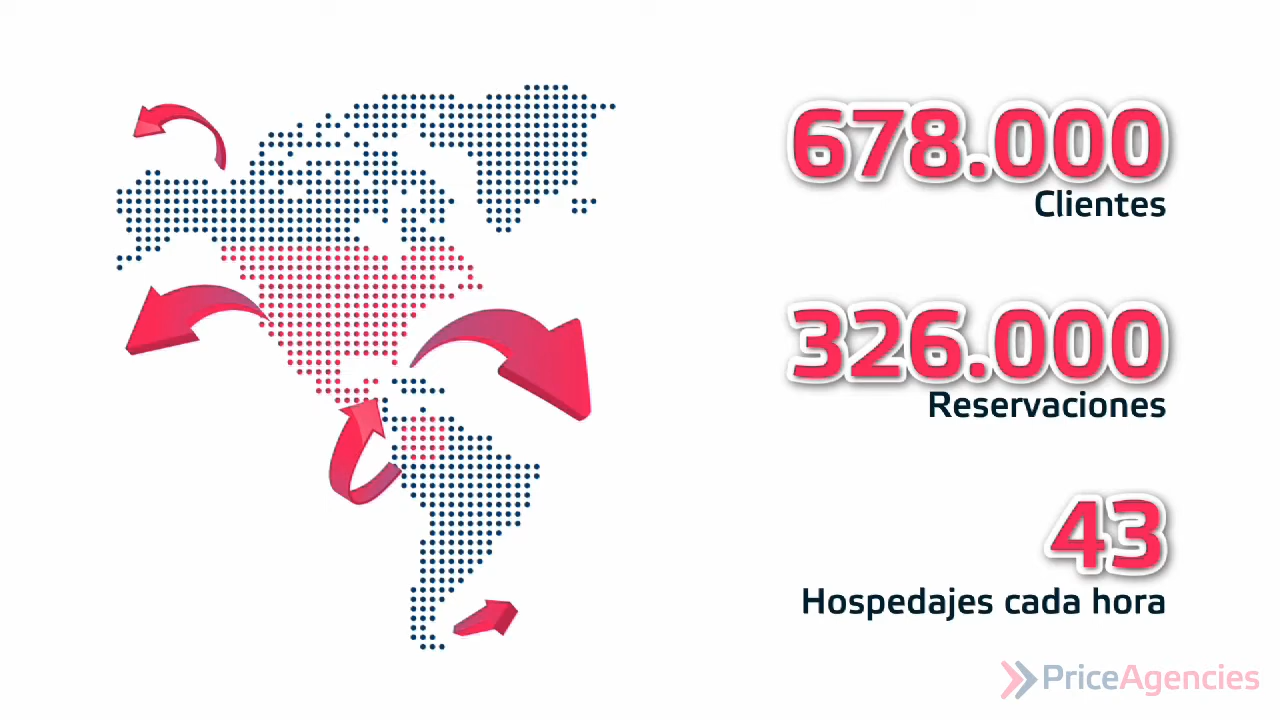 678.000
Clientes
326.000
Reservaciones
43
Hospedajes cada hora
PriceAgencies